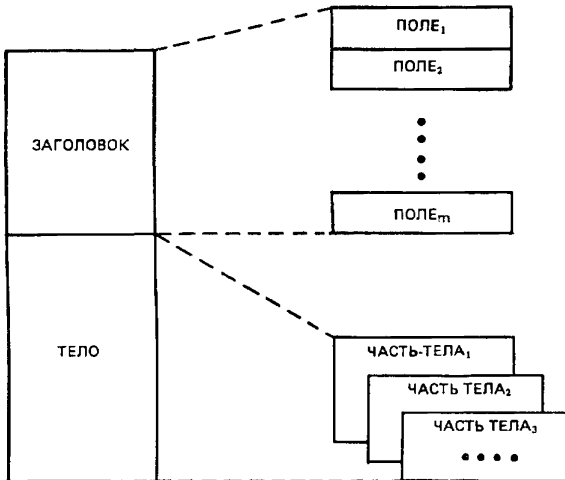 ПОЛЕ₁
ПОЛЕ₂
ЗАГОЛОВОК
ПОЛЕm
ТЕЛО
ЧАСТЬ-ТЕЛА₁
ЧАСТЬ ТЕЛА₂
ЧАСТЬ ТЕЛА₃